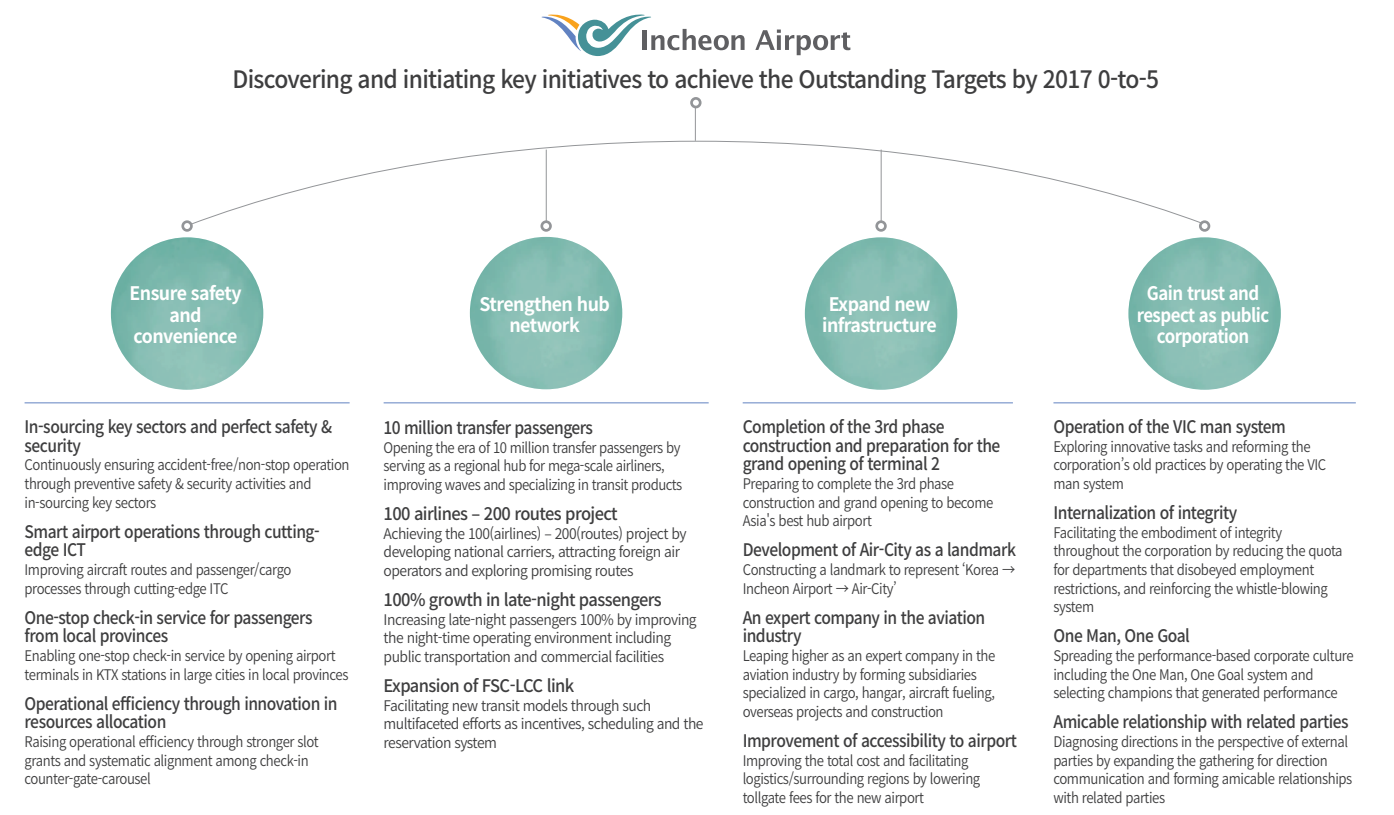 Incheon Airport
Discovering and initiating key initiatives to achieve the Outstanding Targets by 2017 0-to-5
Ensure safety
and
convenience
In-sourcing key sectors and perfect safety &
security
Continuously ensuring accident-free/non-stop operation
through preventive safety & security activities and
in-sourcing key sectors
Smart airport operations through cutting-
edge ICT
Improving aircraft routes and passenger/cargo
processes through cutting-edge ITC
One-stop check-in service for passengers
from local provinces
Enabling one-stop check-in service by opening airport
terminals in KTX stations in large cities in local provinces
Operational efficiency through innovation in
resources allocation
Raising operational efficiency through stronger slot
grants and systematic alignment among check-in
counter-gate-carousel
Strengthen hub
network
10 million transfer passengers
Opening the era of 10 million transfer passengers by
serving as a regional hub for mega-scale airliners,
improving waves and specializing in transit products
100 airlines – 200 routes project
Achieving the 100(airlines) – 200(routes) project by
developing national carriers, attracting foreign air
operators and exploring promising routes
100% growth in late-night passengers
Increasing late-night passengers 100% by improving
the night-time operating environment including
public transportation and commercial facilities
Expansion of FSC-LCC link
Facilitating new transit models through such
multifaceted efforts as incentives, scheduling and the
reservation system
Expand new
infrastructure
Completion of the 3rd phase
construction and preparation for the
grand opening of terminal 2
Preparing to complete the 3rd phase
construction and grand opening to become
Asia's best hub airport
Development of Air-City as a landmark
Constructing a landmark to represent ‘Korea →
Incheon Airport → Air-City’
An expert company in the aviation
industry
Leaping higher as an expert company in the
aviation industry by forming subsidiaries
specialized in cargo, hangar, aircraft fueling,
overseas projects and construction
Improvement of accessibility to airport
Improving the total cost and facilitating
logistics/surrounding regions by lowering
tollgate fees for the new airport
Gain trust and
respect as public
corporation
Operation of the VIC man system
Exploring innovative tasks and reforming the
corporation’s old practices by operating the VIC
man system
Internalization of integrity
Facilitating the embodiment of integrity
throughout the corporation by reducing the quota
for departments that disobeyed employment
restrictions, and reinforcing the whistle-blowing
system
One Man, One Goal
Spreading the performance-based corporate culture
including the One Man, One Goal system and
selecting champions that generated performance
Amicable relationship with related parties
Diagnosing directions in the perspective of external
parties by expanding the gathering for direction
communication and forming amicable relationships
with related parties